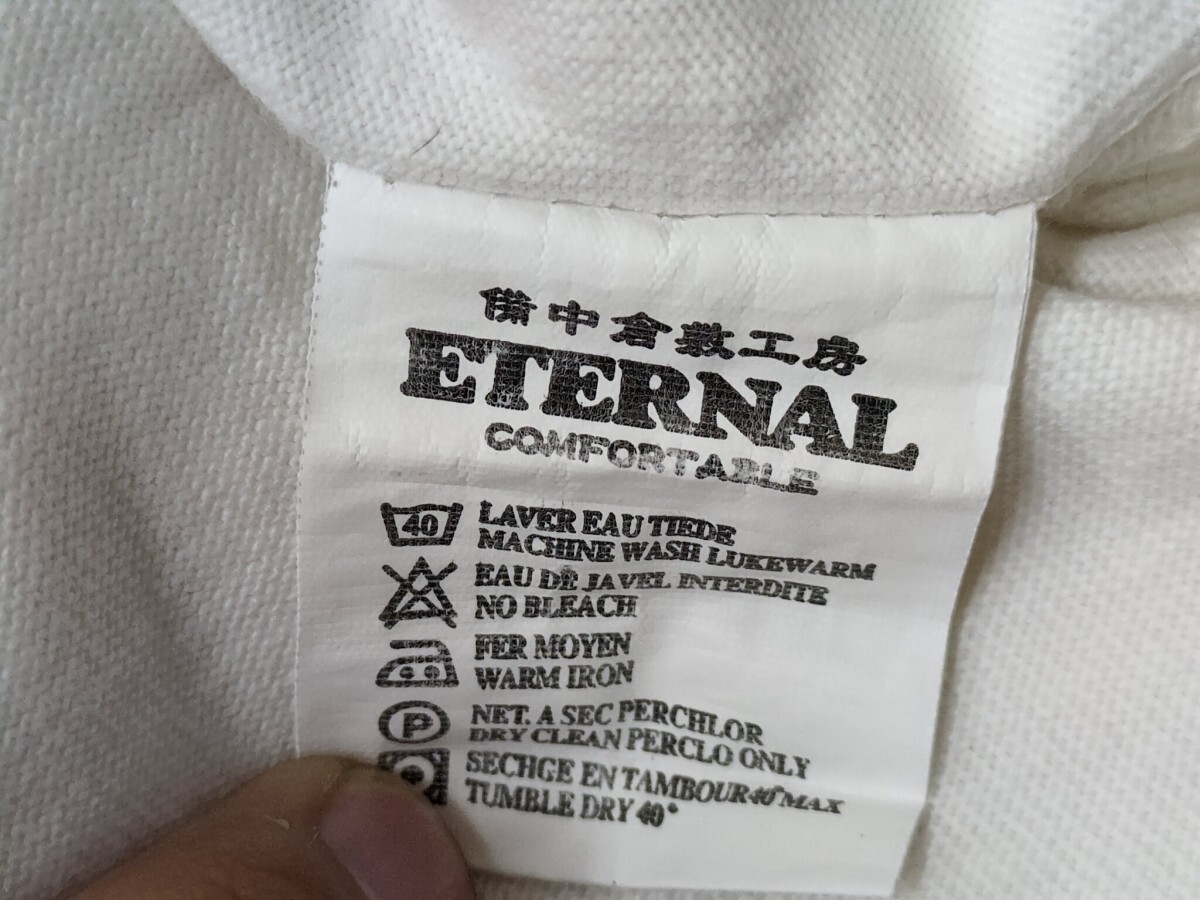 備中倉敷工房
ETERNAL
COMFORTABLE
40
LAVER EAU TIEDE
MACHINE WASH LUKEWARM
EAU DE JAVEL INTERDITE
NO BLEACH
FER MOYEN
WARM IRON
P
NET. A SEC PERCHLOR
DRY CLEAN PERCLO ONLY
SECHGE EN TAMBOUR 40° MAX
TUMBLE DRY 40°